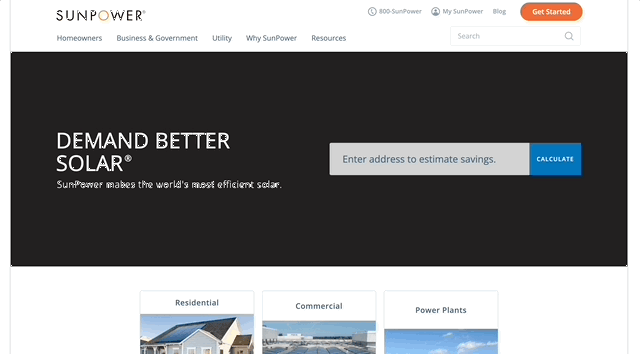 SUNPOWER®
800-SunPower
My SunPower
Blog
Get Started
Homeowners
Business & Government
Utility
Why SunPower
Resources
Search
DEMAND BETTER
SOLAR®
SunPower makes the world's most efficient solar.
Enter address to estimate savings.
CALCULATE
Residential
Commercial
Power Plants